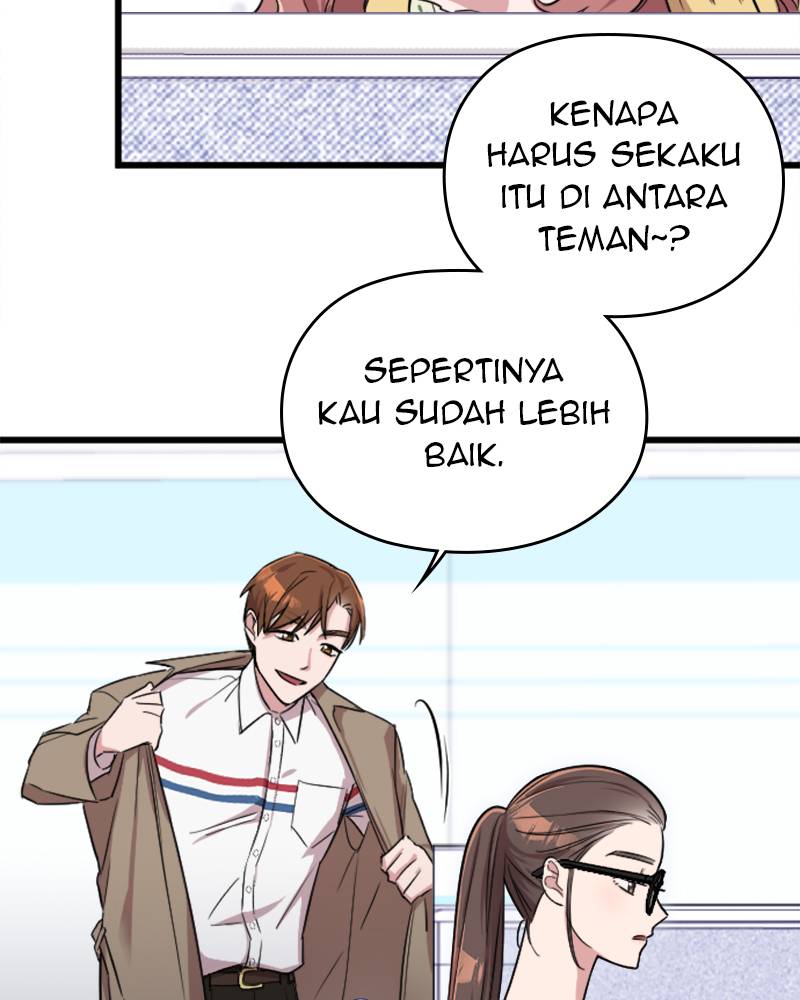 KENAPA
HARUS SEKAKU
ITU DI ANTARA
TEMAN~?
SEPERTINYA
KAU SUDAH LEBIH
BAIK.